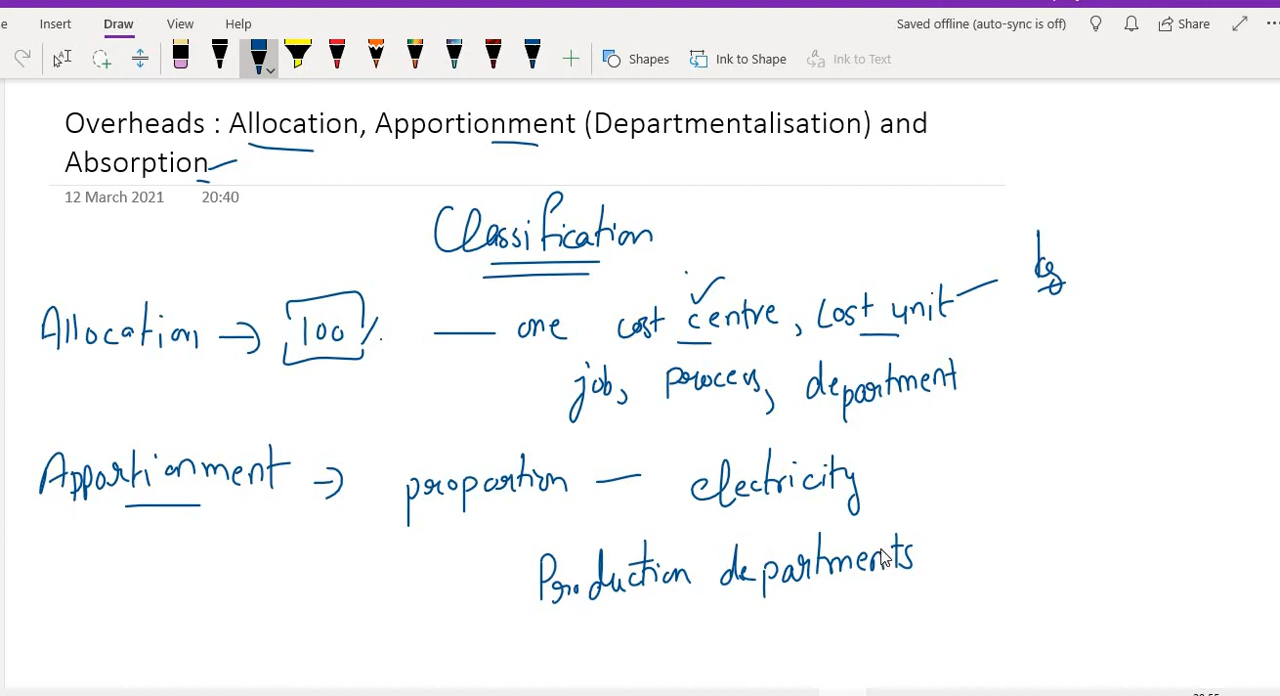 Insert Draw View Help Saved offline (auto-sync is off) Share
Shapes Ink to Shape Ink to Text
Overheads : Allocation, Apportionment (Departmentalisation) and
Absorption
12 March 2021 20:40
Classification
Allocation → 100 % — one cost centre, Cost unit — kg
job, process, department
Apportionment → proportion — electricity
Production departments